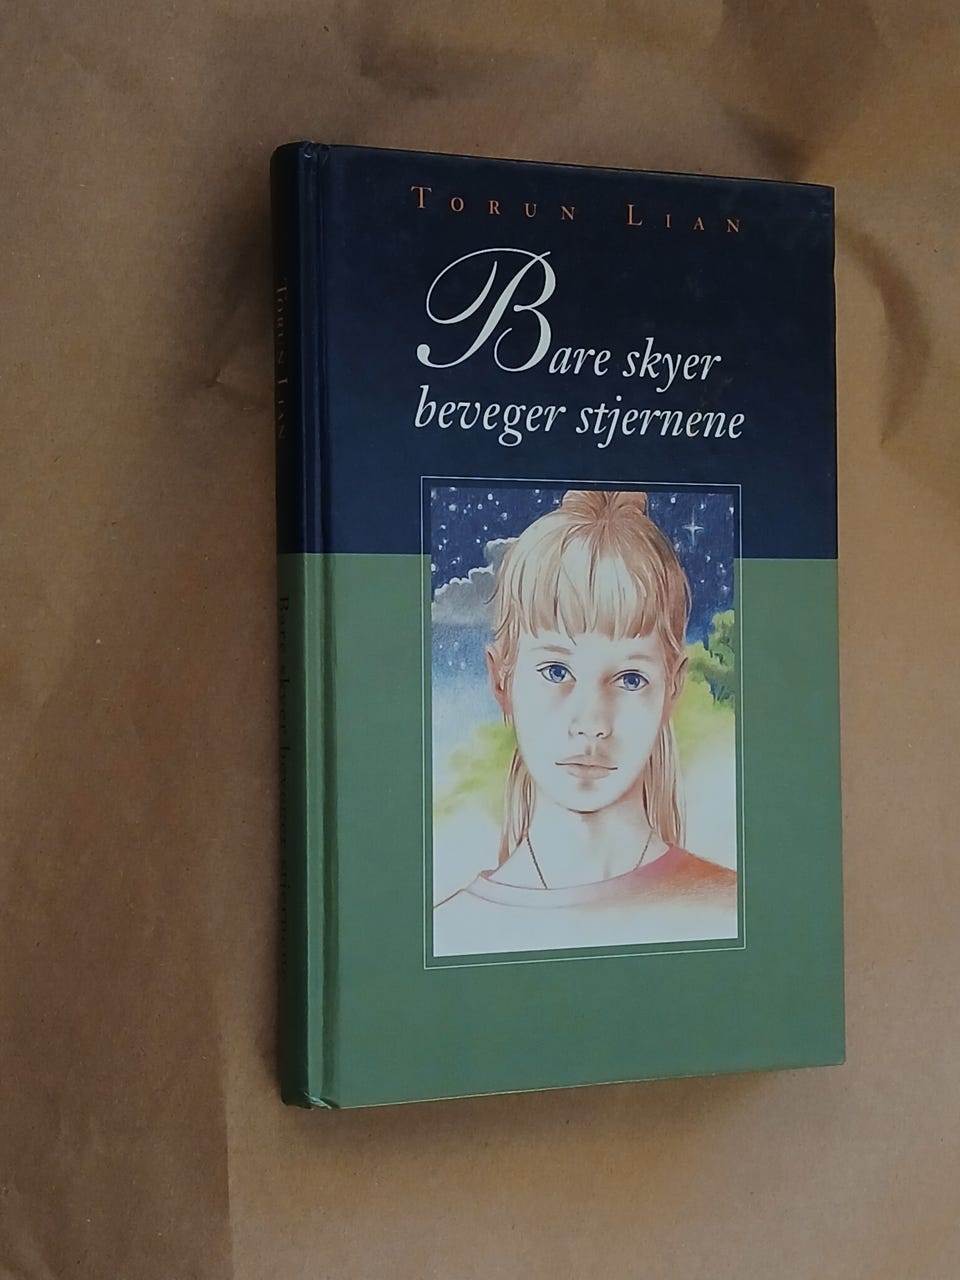 TORUN LIAN
Bare skyer
beveger stjernene
TORUN LIAN
Bare skyer beveger stjernene